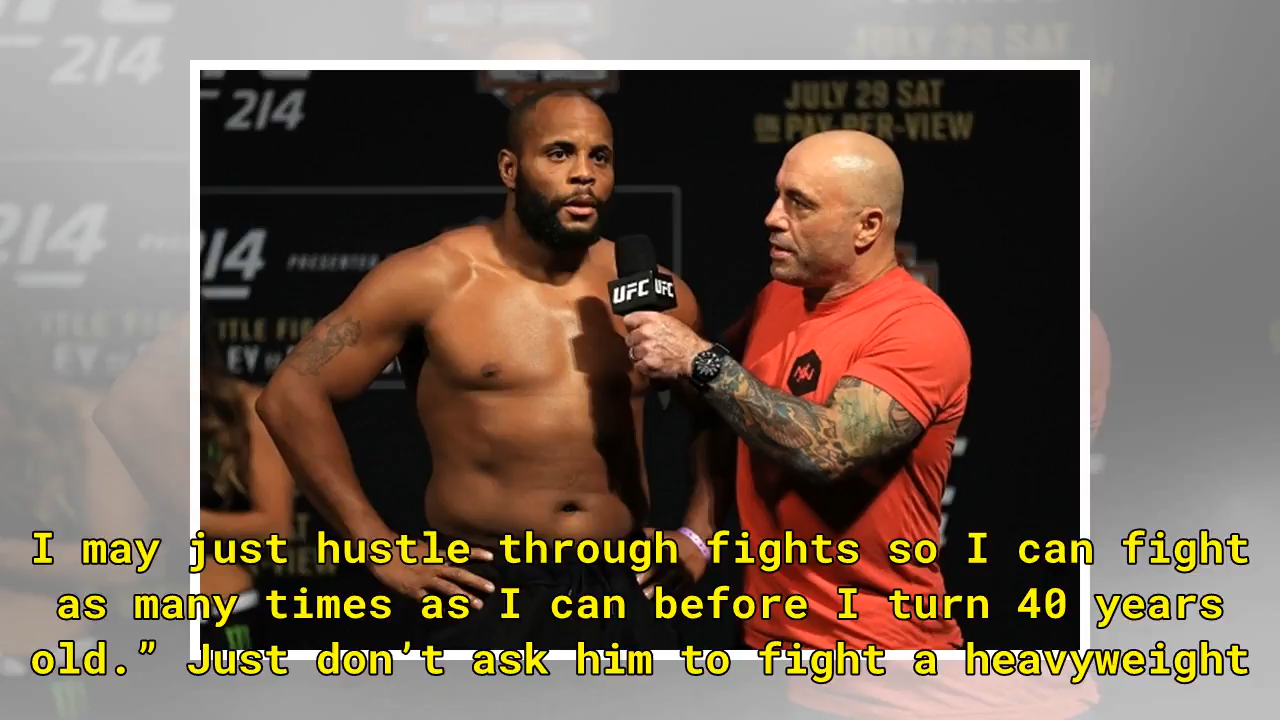 214
JULY 29 SAT
ON PAY-PER-VIEW
214
PRESENTED
UFC UFC
I may just hustle through fights so I can fight
as many times as I can before I turn 40 years
old.” Just don’t ask him to fight a heavyweight